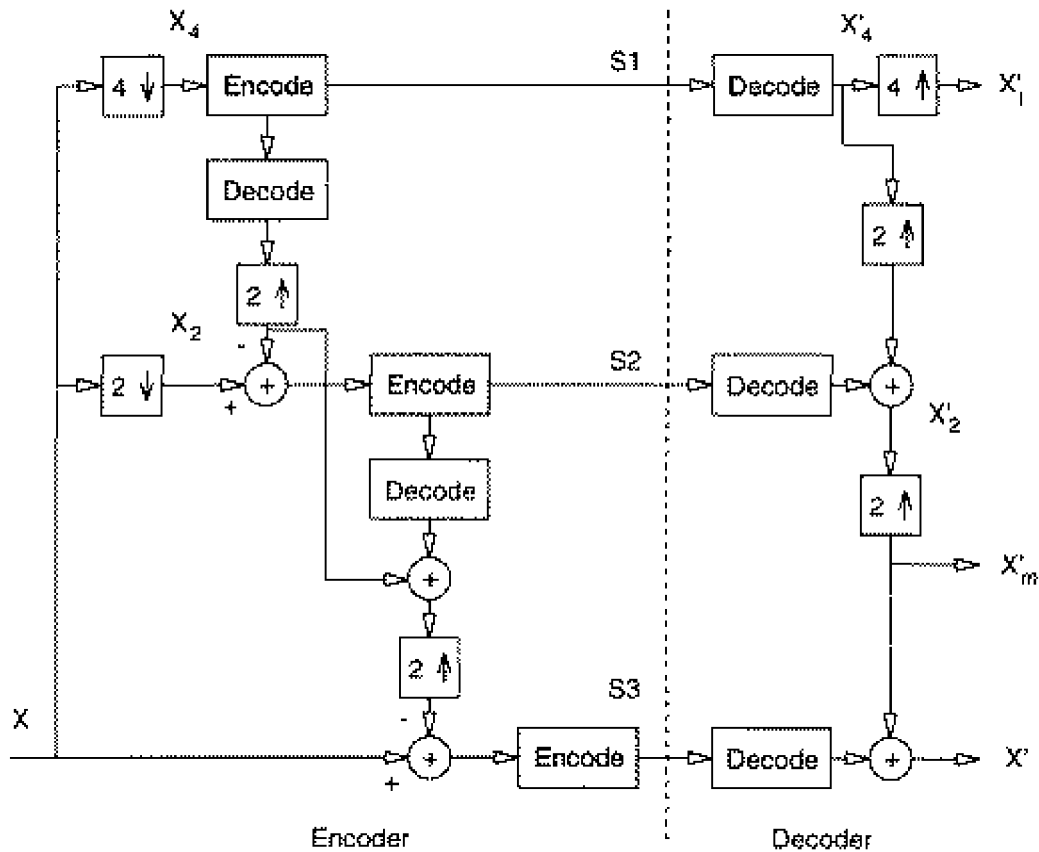 X4 X'4
4 ↓ Encode S1 Decode 4 ↑ X'l
Decode
2 ↑ 2 ↑
X2 -
2 ↓ + + Encode S2 Decode + X'2
Decode 2 ↑
+ X'm
2 ↑ S3
X -
+ + Encode Decode + X'
Encoder Decoder